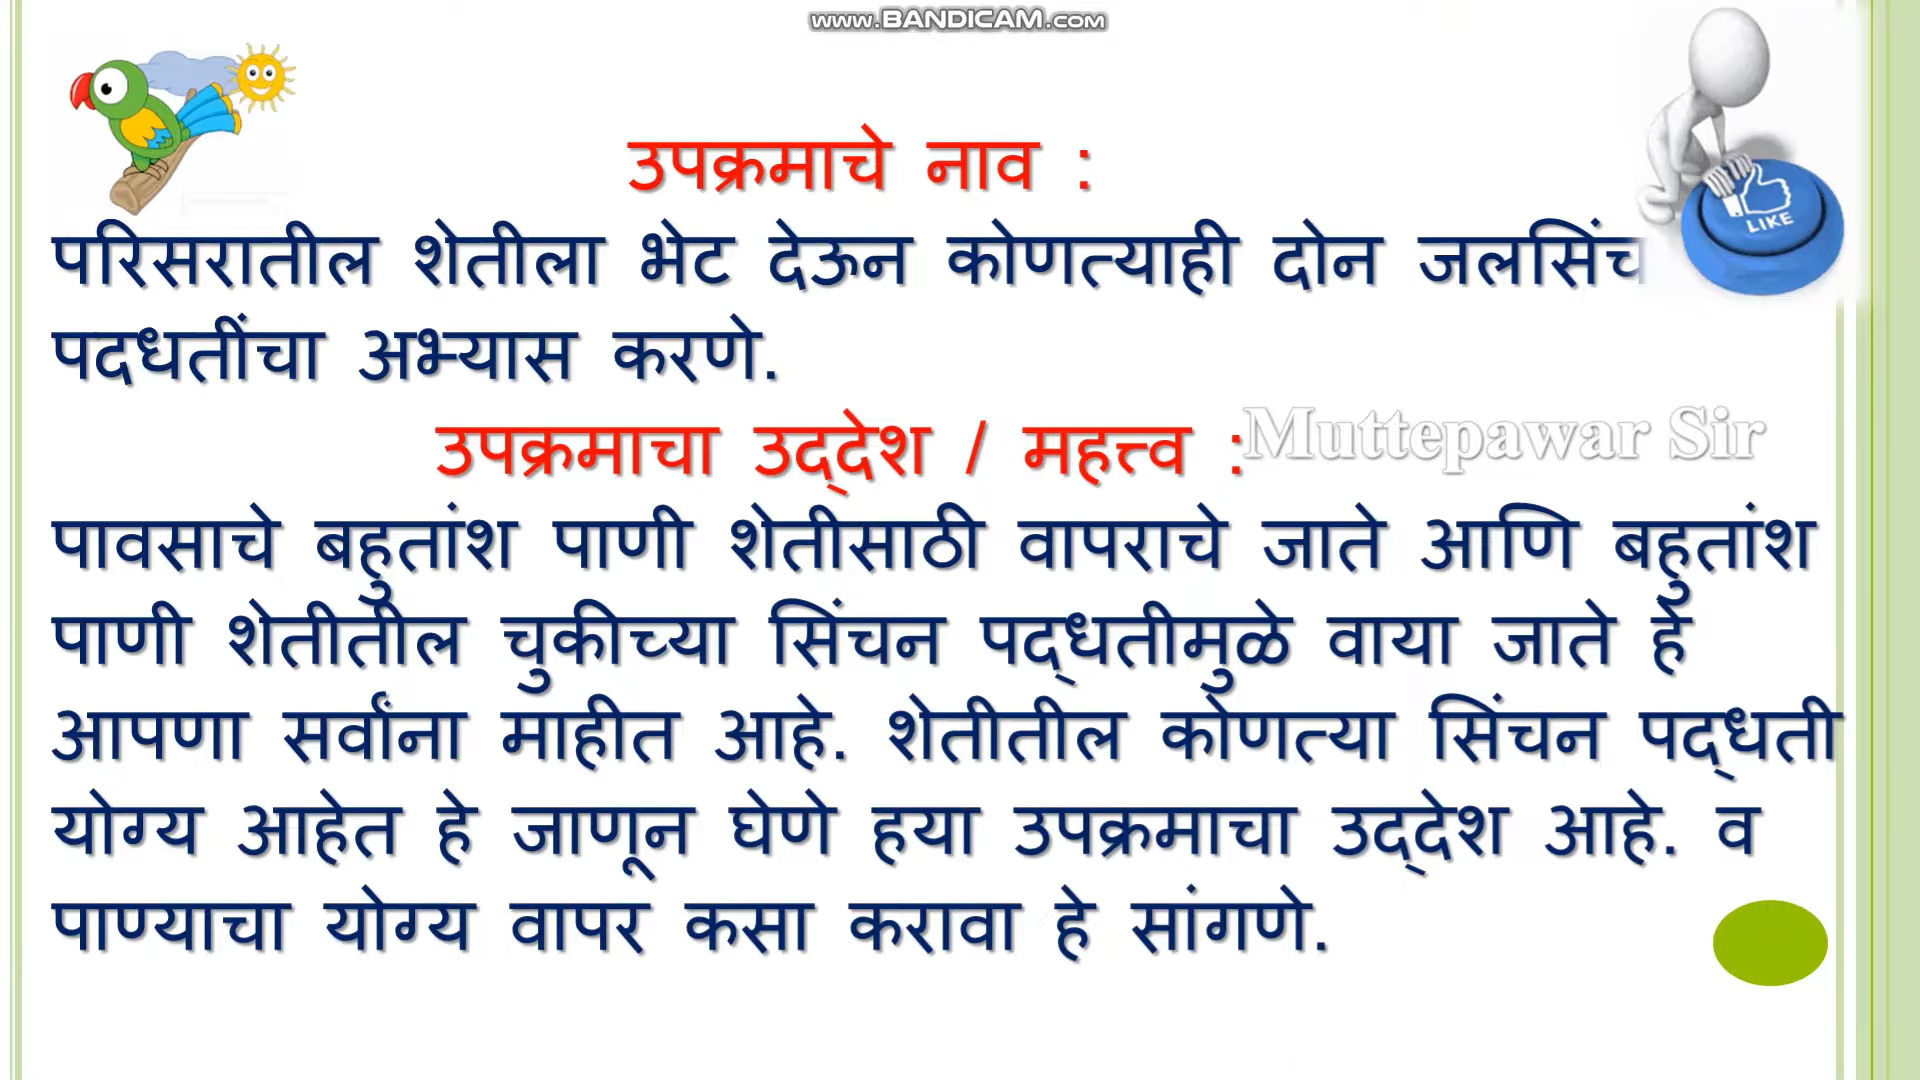 www.BANDICAM.com
LIKE
उपक्रमाचे नाव :
परिसरातील शेतीला भेट देऊन कोणत्याही दोन
पदधतींचा अभ्यास करणे.
उपक्रमाचा उद्देश / महत्त्व :
Muttepawar Sir
पावसाचे बहुतांश पाणी शेतीसाठी वापराचे जाते आणि बहुतांश
पाणी शेतीतील चुकीच्या सिंचन पद्धतीमुळे वाया जाते हे
आपणा सर्वांना माहीत आहे. शेतीतील कोणत्या सिंचन पद्धती
योग्य आहेत हे जाणून घेणे हया उपक्रमाचा उद्देश आहे. व
पाण्याचा योग्य वापर कसा करावा हे सांगणे.